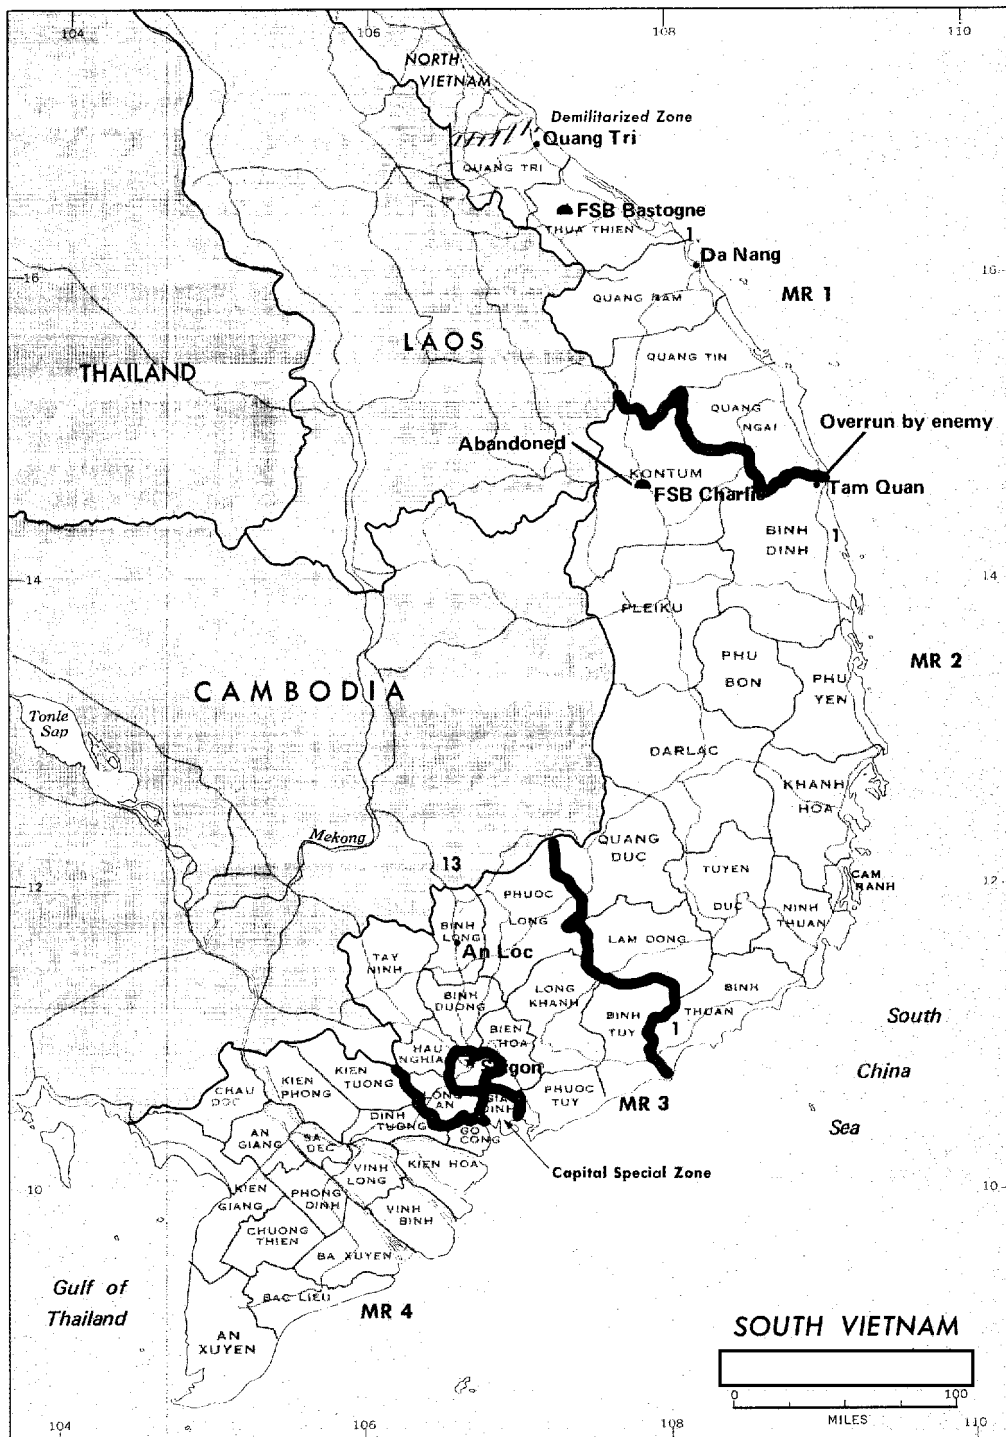 104
106
108
110
NORTH
VIETNAM
Demilitarized Zone
Quang Tri
QUANG TRI
FSB Bastogne
THUA THIEN
1
Da Nang
16
16
QUANG NAM
MR 1
LAOS
THAILAND
QUANG TIN
QUANG
NGAI
Overrun by enemy
Abandoned
KONTUM
FSB Charlie
Tam Quan
BINH
DINH
1
14
14
PLEIKU
PHU
BON
PHU
YEN
MR 2
CAMBODIA
Tonle
Sap
DARLAC
KHANH
HOA
Mekong
13
QUANG
DUC
TUYEN
DUC
CAM
RANH
12
12
PHUOC
LONG
NINH
THUAN
BINH
LONG
An Loc
LAM DONG
TAY
NINH
LONG
KHANH
BINH
THUAN
BINH
DUONG
BINH
TUY
1
BIEN
HOA
HAU
NGHIA
Saigon
South
China
Sea
KIEN
TUONG
KIEN
PHONG
CHAU
DOC
LONG
AN
GIA
DINH
PHUOC
TUY
MR 3
DINH
TUONG
GO
CONG
AN
GIANG
SA
DEC
VINH
LONG
KIEN HOA
Capital Special Zone
10
10
KIEN
GIANG
PHONG
DINH
VINH
BINH
CHUONG
THIEN
BA XUYEN
Gulf of
Thailand
BAC LIEU
MR 4
AN
XUYEN
SOUTH VIETNAM
0
100
MILES
104
106
108
110